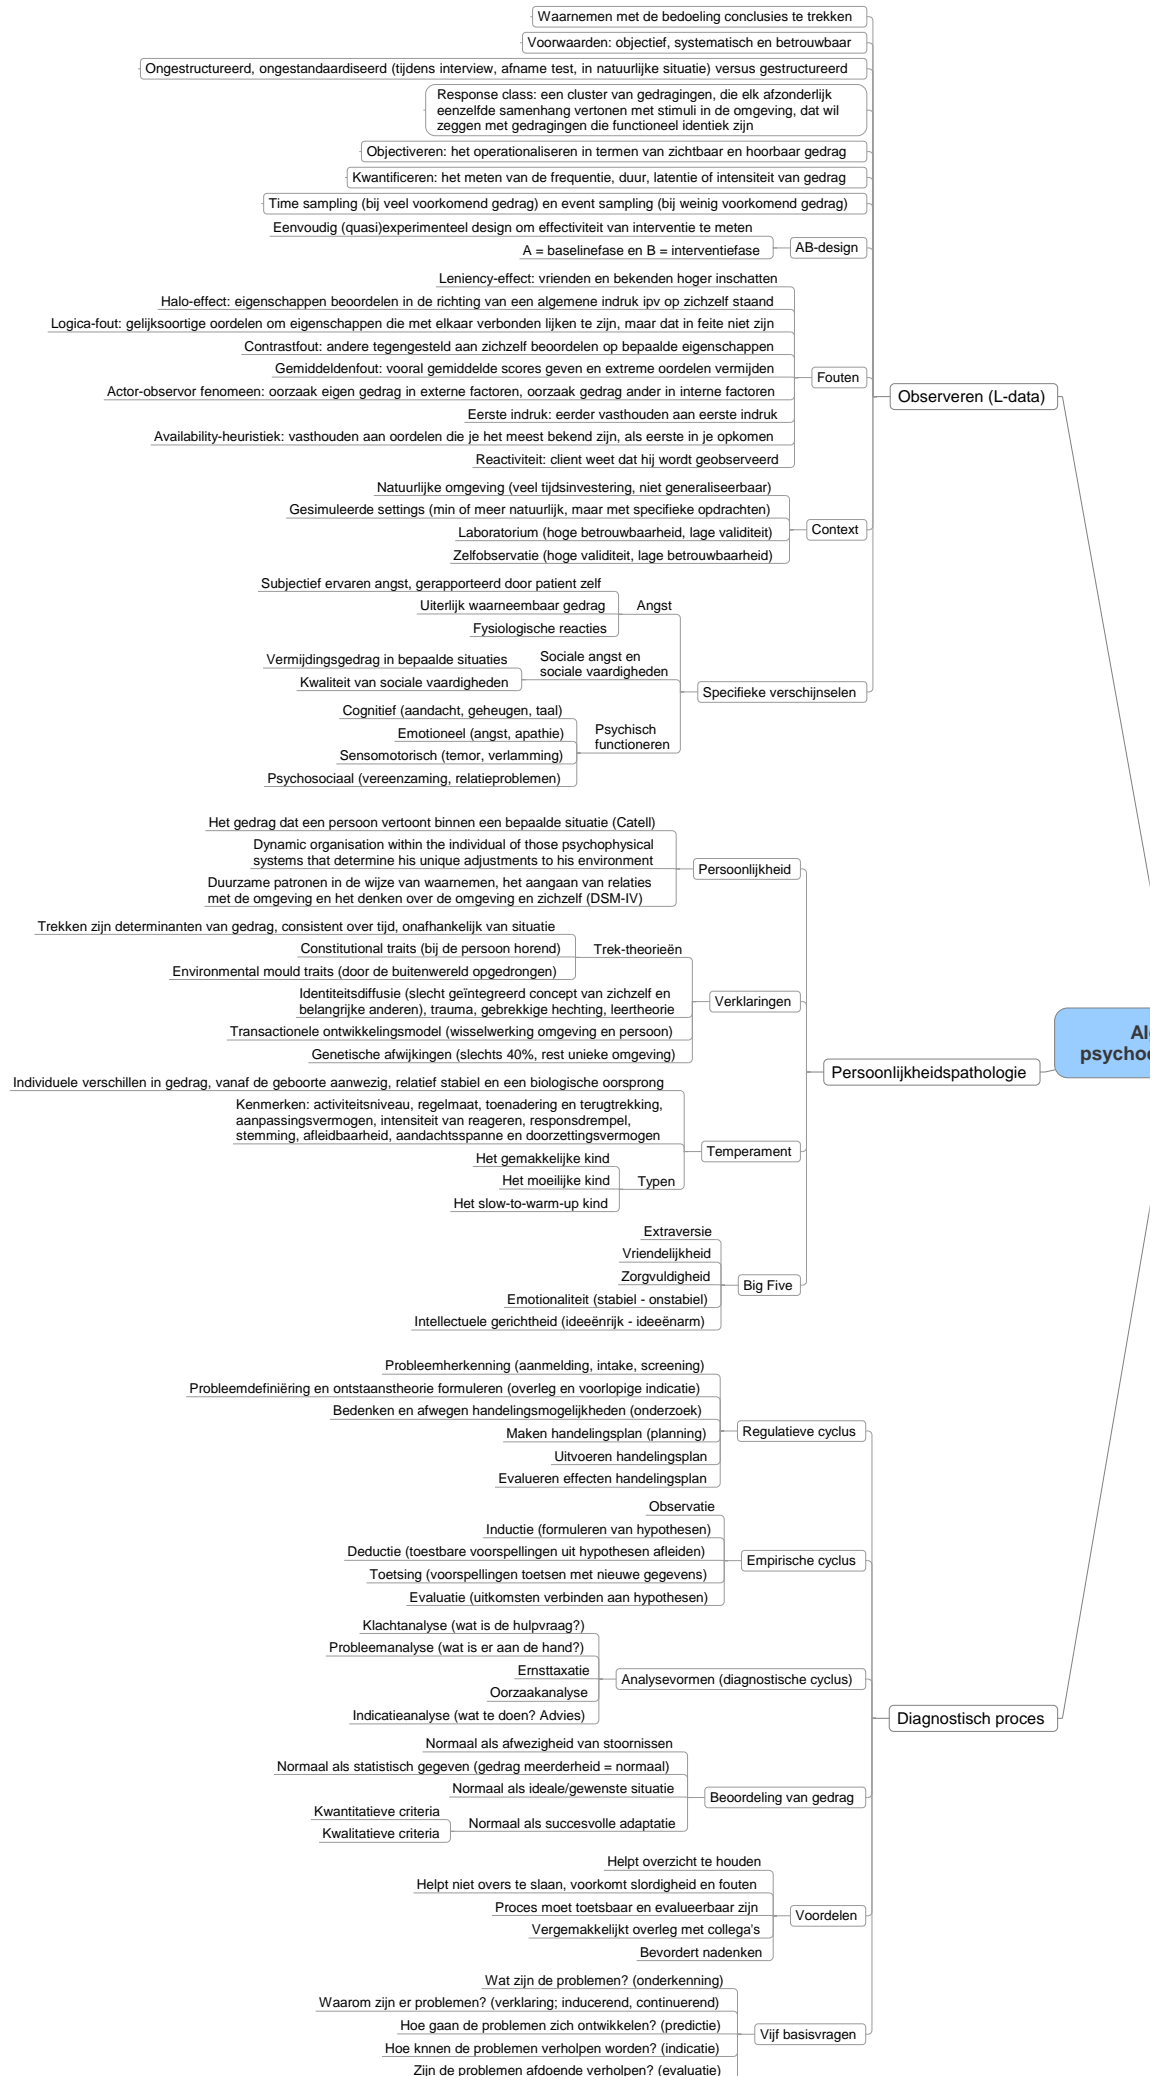 Waarnemen met de bedoeling conclusies te trekken
Voorwaarden: objectief, systematisch en betrouwbaar
Ongestructureerd, ongestandaardiseerd (tijdens interview, afname test, in natuurlijke situatie) versus gestructureerd
Response class: een cluster van gedragingen, die elk afzonderlijk
eenzelfde samenhang vertonen met stimuli in de omgeving, dat wil
zeggen met gedragingen die functioneel identiek zijn
Objectiveren: het operationaliseren in termen van zichtbaar en hoorbaar gedrag
Kwantificeren: het meten van de frequentie, duur, latentie of intensiteit van gedrag
Time sampling (bij veel voorkomend gedrag) en event sampling (bij weinig voorkomend gedrag)
Eenvoudig (quasi)experimenteel design om effectiviteit van interventie te meten
A = baselinefase en B = interventiefase
AB-design
Leniency-effect: vrienden en bekenden hoger inschatten
Halo-effect: eigenschappen beoordelen in de richting van een algemene indruk ipv op zichzelf staand
Logica-fout: gelijksoortige oordelen om eigenschappen die met elkaar verbonden lijken te zijn, maar dat in feite niet zijn
Contrastfout: andere tegengesteld aan zichzelf beoordelen op bepaalde eigenschappen
Gemiddeldenfout: vooral gemiddelde scores geven en extreme oordelen vermijden
Actor-observor fenomeen: oorzaak eigen gedrag in externe factoren, oorzaak gedrag ander in interne factoren
Eerste indruk: eerder vasthouden aan eerste indruk
Availability-heuristiek: vasthouden aan oordelen die je het meest bekend zijn, als eerste in je opkomen
Reactiviteit: client weet dat hij wordt geobserveerd
Fouten
Observeren (L-data)
Natuurlijke omgeving (veel tijdsinvestering, niet generaliseerbaar)
Gesimuleerde settings (min of meer natuurlijk, maar met specifieke opdrachten)
Laboratorium (hoge betrouwbaarheid, lage validiteit)
Zelfobservatie (hoge validiteit, lage betrouwbaarheid)
Context
Subjectief ervaren angst, gerapporteerd door patient zelf
Uiterlijk waarneembaar gedrag
Fysiologische reacties
Angst
Vermijdingsgedrag in bepaalde situaties
Kwaliteit van sociale vaardigheden
Sociale angst en
sociale vaardigheden
Specifieke verschijnselen
Cognitief (aandacht, geheugen, taal)
Emotioneel (angst, apathie)
Sensomotorisch (temor, verlamming)
Psychosociaal (vereenzaming, relatieproblemen)
Psychisch
functioneren
Het gedrag dat een persoon vertoont binnen een bepaalde situatie (Catell)
Dynamic organisation within the individual of those psychophysical
systems that determine his unique adjustments to his environment
Duurzame patronen in de wijze van waarnemen, het aangaan van relaties
met de omgeving en het denken over de omgeving en zichzelf (DSM-IV)
Persoonlijkheid
Trekken zijn determinanten van gedrag, consistent over tijd, onafhankelijk van situatie
Constitutional traits (bij de persoon horend)
Environmental mould traits (door de buitenwereld opgedrongen)
Trek-theorieën
Identiteitsdiffusie (slecht geïntegreerd concept van zichzelf en
belangrijke anderen), trauma, gebrekkige hechting, leertheorie
Transactionele ontwikkelingsmodel (wisselwerking omgeving en persoon)
Genetische afwijkingen (slechts 40%, rest unieke omgeving)
Verklaringen
Persoonlijkheidspathologie
Individuele verschillen in gedrag, vanaf de geboorte aanwezig, relatief stabiel en een biologische oorsprong
Kenmerken: activiteitsniveau, regelmaat, toenadering en terugtrekking,
aanpassingsvermogen, intensiteit van reageren, responsdrempel,
stemming, afleidbaarheid, aandachtsspanne en doorzettingsvermogen
Het gemakkelijke kind
Het moeilijke kind
Het slow-to-warm-up kind
Typen
Temperament
Extraversie
Vriendelijkheid
Zorgvuldigheid
Emotionaliteit (stabiel - onstabiel)
Intellectuele gerichtheid (ideeënrijk - ideeënarm)
Big Five
Probleemherkenning (aanmelding, intake, screening)
Probleemdefiniëring en ontstaanstheorie formuleren (overleg en voorlopige indicatie)
Bedenken en afwegen handelingsmogelijkheden (onderzoek)
Maken handelingsplan (planning)
Uitvoeren handelingsplan
Evalueren effecten handelingsplan
Regulatieve cyclus
Observatie
Inductie (formuleren van hypothesen)
Deductie (toestbare voorspellingen uit hypothesen afleiden)
Toetsing (voorspellingen toetsen met nieuwe gegevens)
Evaluatie (uitkomsten verbinden aan hypothesen)
Empirische cyclus
Klachtanalyse (wat is de hulpvraag?)
Probleemanalyse (wat is er aan de hand?)
Ernsttaxatie
Oorzaakanalyse
Indicatieanalyse (wat te doen? Advies)
Analysevormen (diagnostische cyclus)
Diagnostisch proces
Normaal als afwezigheid van stoornissen
Normaal als statistisch gegeven (gedrag meerderheid = normaal)
Normaal als ideale/gewenste situatie
Kwantitatieve criteria
Kwalitatieve criteria
Normaal als succesvolle adaptatie
Beoordeling van gedrag
Helpt overzicht te houden
Helpt niet overs te slaan, voorkomt slordigheid en fouten
Proces moet toetsbaar en evalueerbaar zijn
Vergemakkelijkt overleg met collega's
Bevordert nadenken
Voordelen
Wat zijn de problemen? (onderkenning)
Waarom zijn er problemen? (verklaring; inducerend, continuerend)
Hoe gaan de problemen zich ontwikkelen? (predictie)
Hoe knnen de problemen verholpen worden? (indicatie)
Zijn de problemen afdoende verholpen? (evaluatie)
Vijf basisvragen